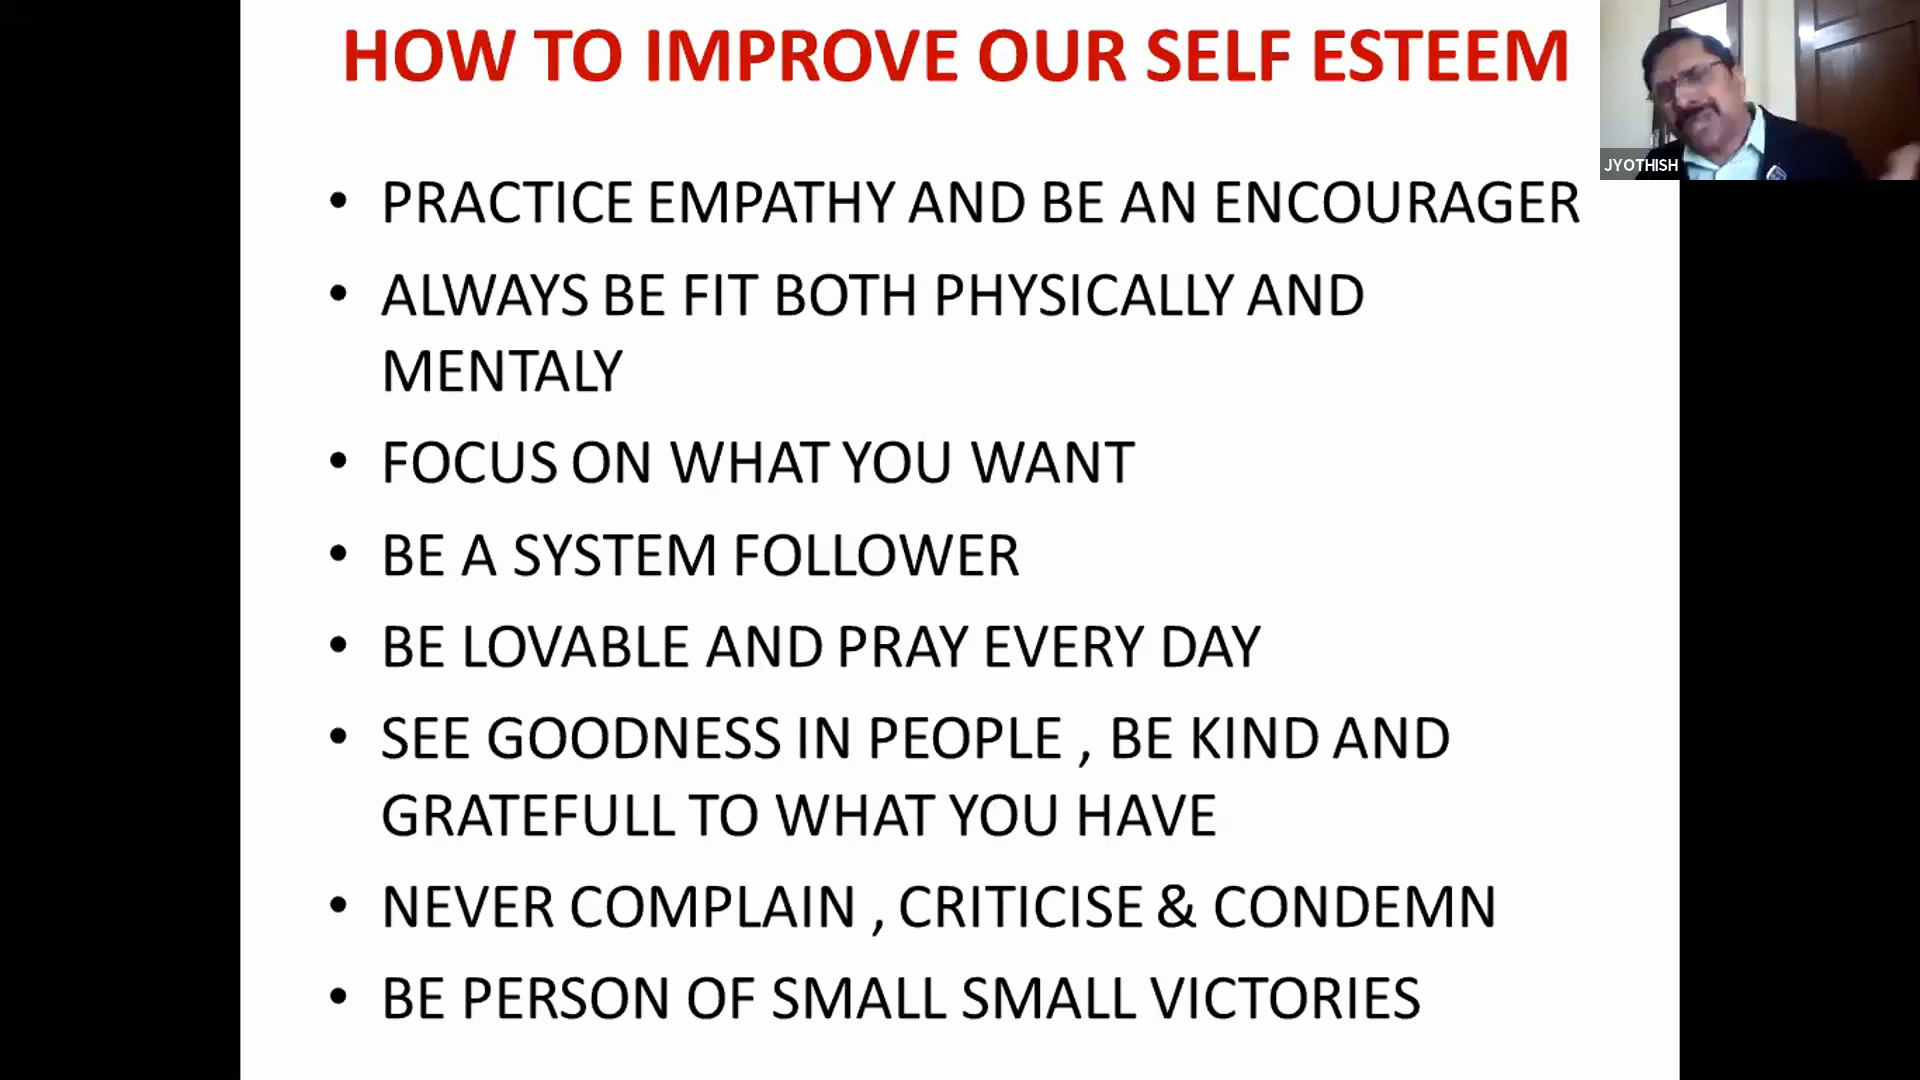 HOW TO IMPROVE OUR SELF ESTEEM
JYOTHISH
• PRACTICE EMPATHY AND BE AN ENCOURAGER
• ALWAYS BE FIT BOTH PHYSICALLY AND
MENTALY
• FOCUS ON WHAT YOU WANT
• BE A SYSTEM FOLLOWER
• BE LOVABLE AND PRAY EVERY DAY
• SEE GOODNESS IN PEOPLE , BE KIND AND
GRATEFULL TO WHAT YOU HAVE
• NEVER COMPLAIN , CRITICISE & CONDEMN
• BE PERSON OF SMALL SMALL VICTORIES